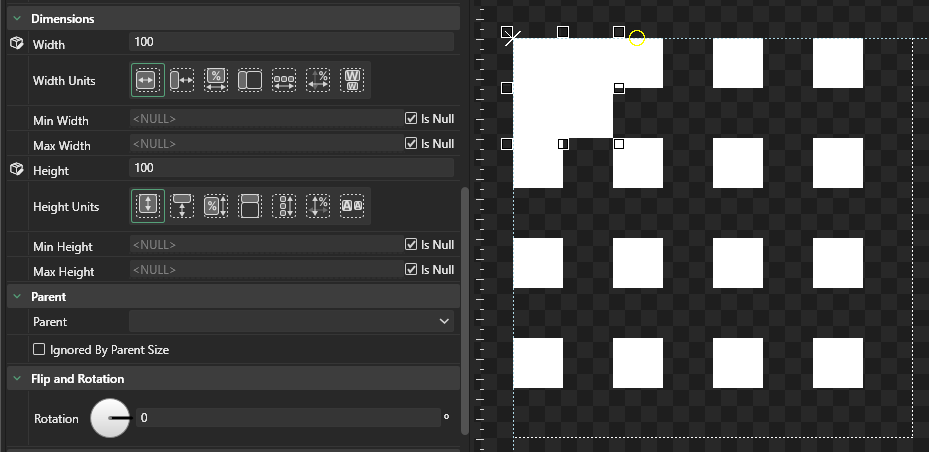 Dimensions
Width 100
Width Units
%
%
W
W
Min Width <NULL> Is Null
Max Width <NULL> Is Null
Height 100
Height Units
%
%
A A
Min Height <NULL> Is Null
Max Height <NULL> Is Null
Parent
Parent
Ignored By Parent Size
Flip and Rotation
Rotation 0 °